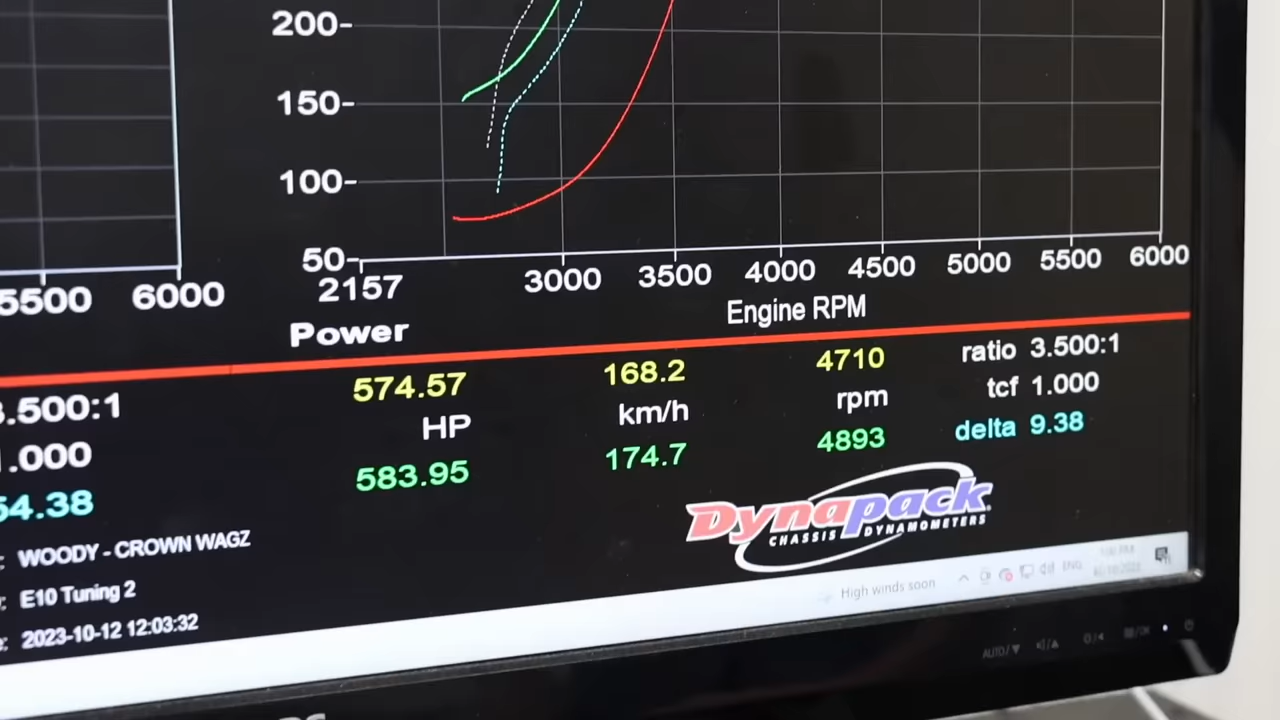 200-
150-
100-
50-
5500 6000
2157 3000 3500 4000 4500 5000 5500 6000
Power
Engine RPM
.500:1 574.57 168.2 4710 ratio 3.500:1
.000 HP km/h rpm tcf 1.000
54.38 583.95 174.7 4893 delta 9.38
Dynapack
CHASSIS DYNAMOMETERS
WOODY - CROWN WAGZ
E10 Tuning 2
2023-10-12 12:03:32
High winds soon
ENG
AUTO/▼